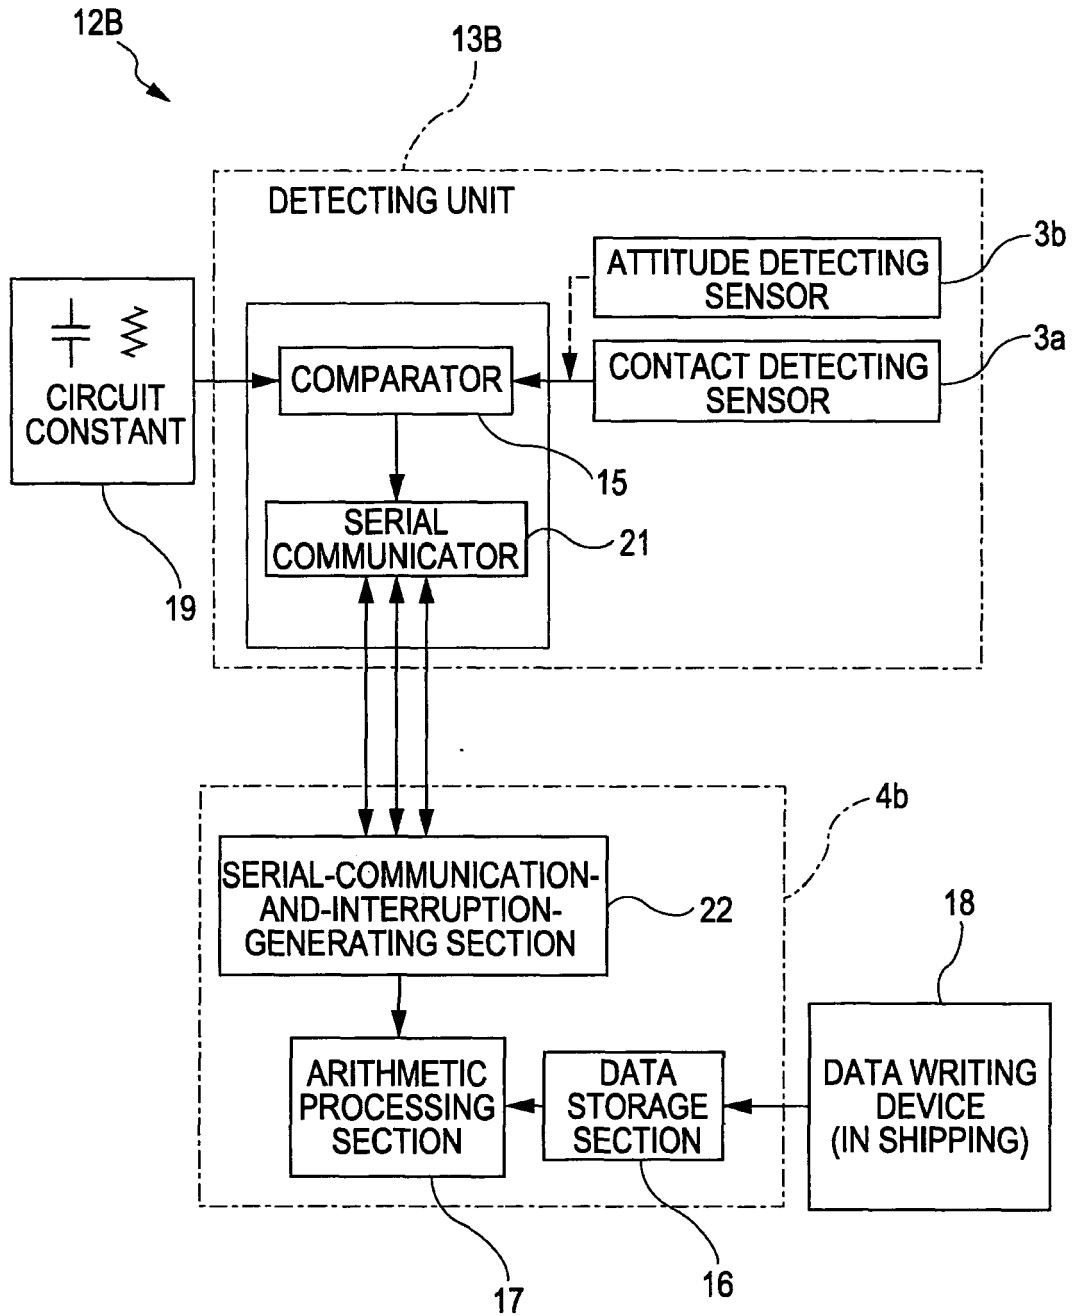 12B
13B
DETECTING UNIT
3b
ATTITUDE DETECTING
SENSOR
3a
CONTACT DETECTING
SENSOR
COMPARATOR
CIRCUIT
CONSTANT
15
SERIAL
COMMUNICATOR
21
19
4b
SERIAL-COMMUNICATION-
AND-INTERRUPTION-
GENERATING SECTION
22
18
ARITHMETIC
PROCESSING
SECTION
DATA
STORAGE
SECTION
DATA WRITING
DEVICE
(IN SHIPPING)
17
16